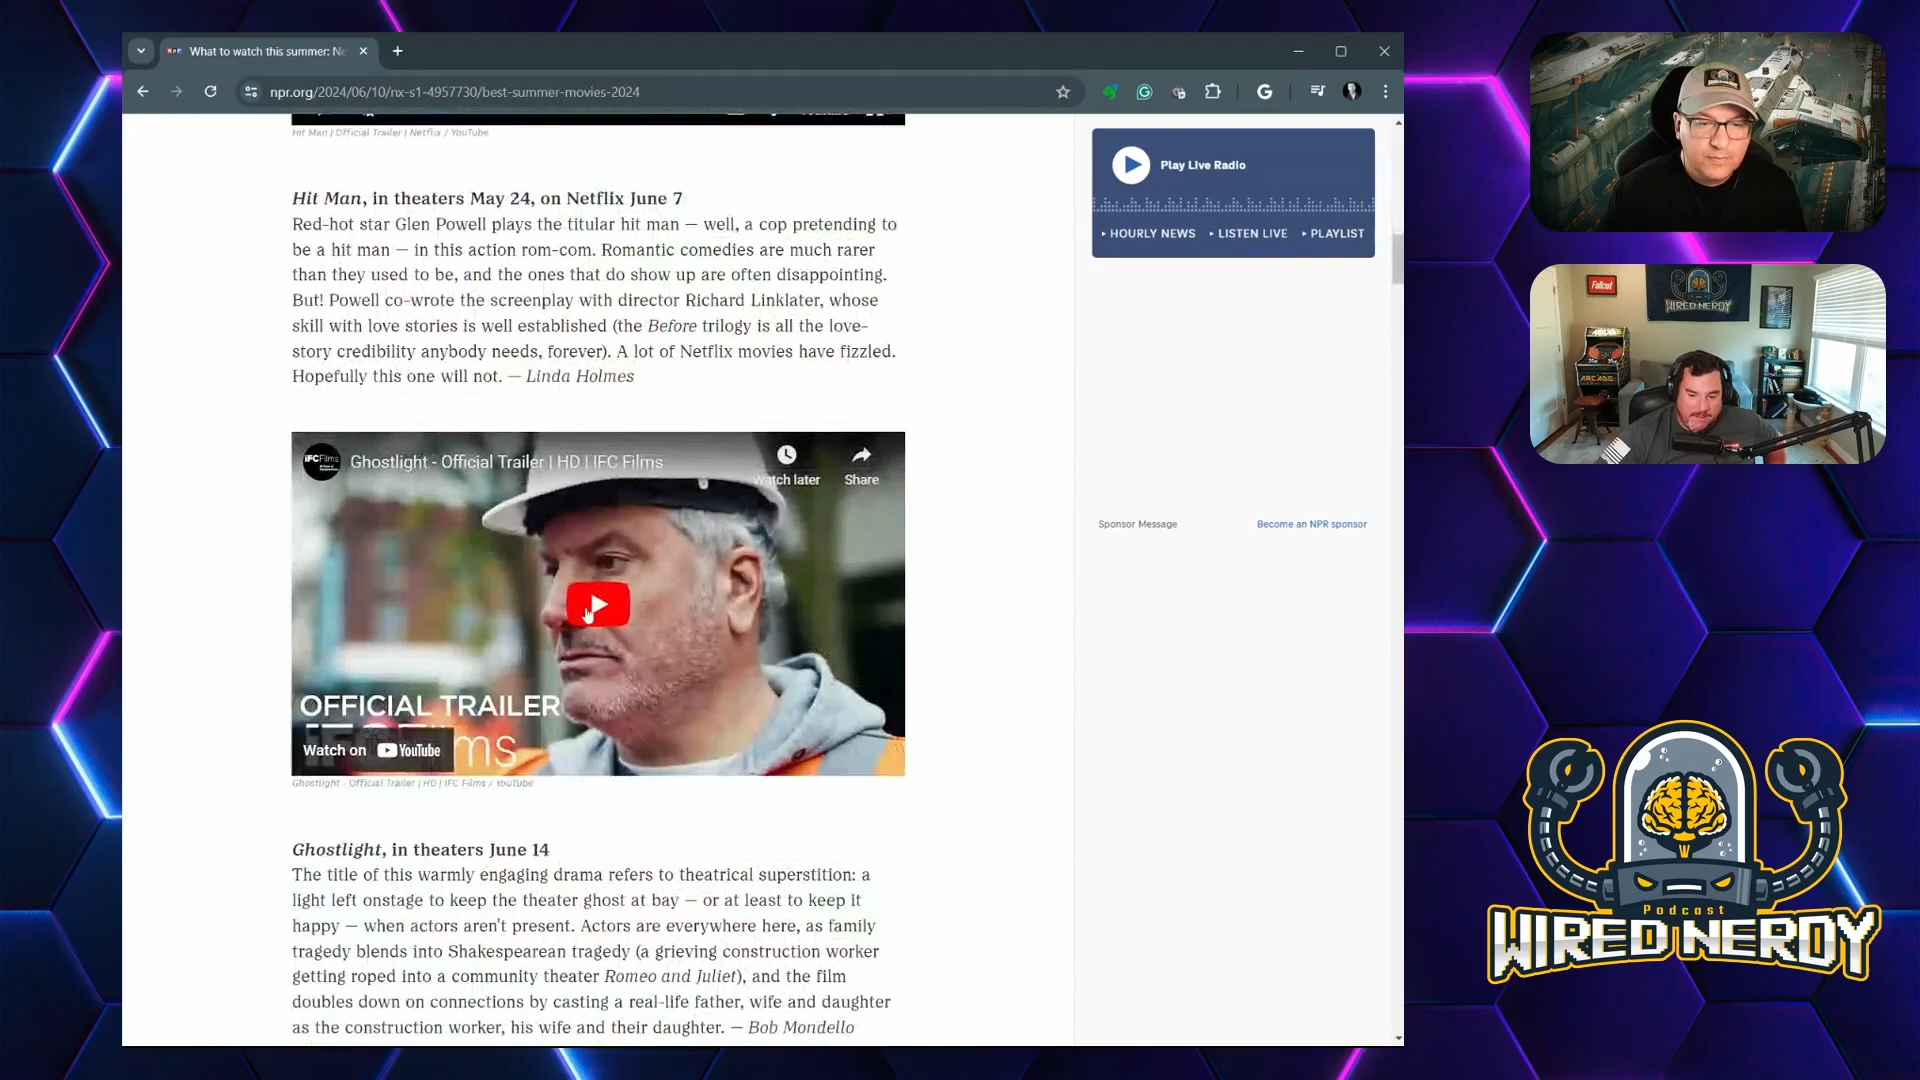 What to watch this summer: Ne
npr.org/2024/06/10/nx-s1-4957730/best-summer-movies-2024
Hit Man | Official Trailer | Netflix / YouTube
Hit Man, in theaters May 24, on Netflix June 7
Red-hot star Glen Powell plays the titular hit man — well, a cop pretending to
be a hit man — in this action rom-com. Romantic comedies are much rarer
than they used to be, and the ones that do show up are often disappointing.
But! Powell co-wrote the screenplay with director Richard Linklater, whose
skill with love stories is well established (the Before trilogy is all the love-
story credibility anybody needs, forever). A lot of Netflix movies have fizzled.
Hopefully this one will not. — Linda Holmes
IFC Films
Ghostlight - Official Trailer | HD | IFC Films
Watch later
Share
OFFICIAL TRAILER
Watch on YouTube
Ghostlight - Official Trailer | HD | IFC Films / YouTube
Ghostlight, in theaters June 14
The title of this warmly engaging drama refers to theatrical superstition: a
light left onstage to keep the theater ghost at bay — or at least to keep it
happy — when actors aren't present. Actors are everywhere here, as family
tragedy blends into Shakespearean tragedy (a grieving construction worker
getting roped into a community theater Romeo and Juliet), and the film
doubles down on connections by casting a real-life father, wife and daughter
as the construction worker, his wife and their daughter. — Bob Mondello
Play Live Radio
HOURLY NEWS
LISTEN LIVE
PLAYLIST
Sponsor Message
Become an NPR sponsor
Fallout
WIRED NERDY
ARCADE
Podcast
WIRED NERDY